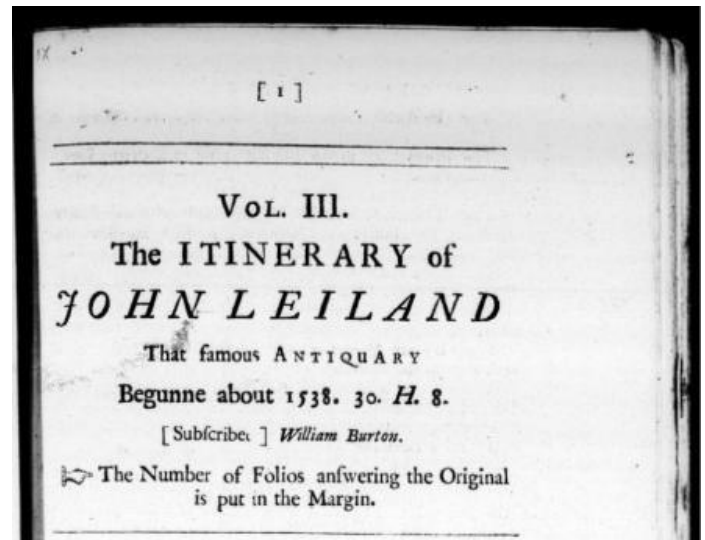 [ 1 ]
VOL. III.
The ITINERARY of
JOHN LEILAND
That famous ANTIQUARY
Begunne about 1538. 30. H. 8.
[ Subſcribe ] William Burton.
☞ The Number of Folios anſwering the Original
is put in the Margin.